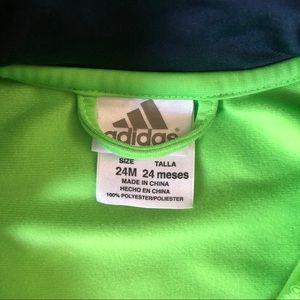 adidas
SIZE TALLA
24M 24 meses
MADE IN CHINA
HECHO EN CHINA
100% POLYESTER/POLIESTER